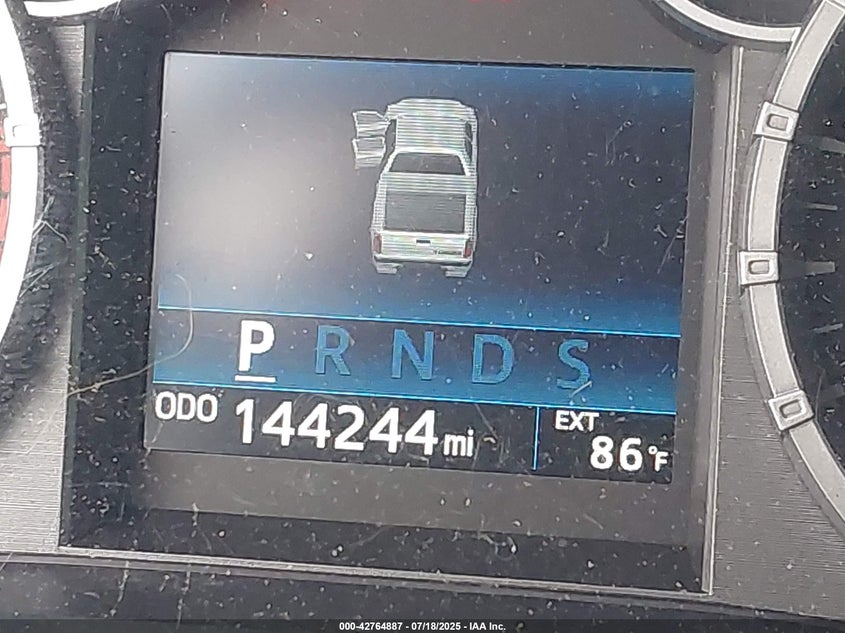 P R N D S
ODO 144244 mi
EXT
86°F
000-42764887 - 07/18/2025 - IAA Inc.